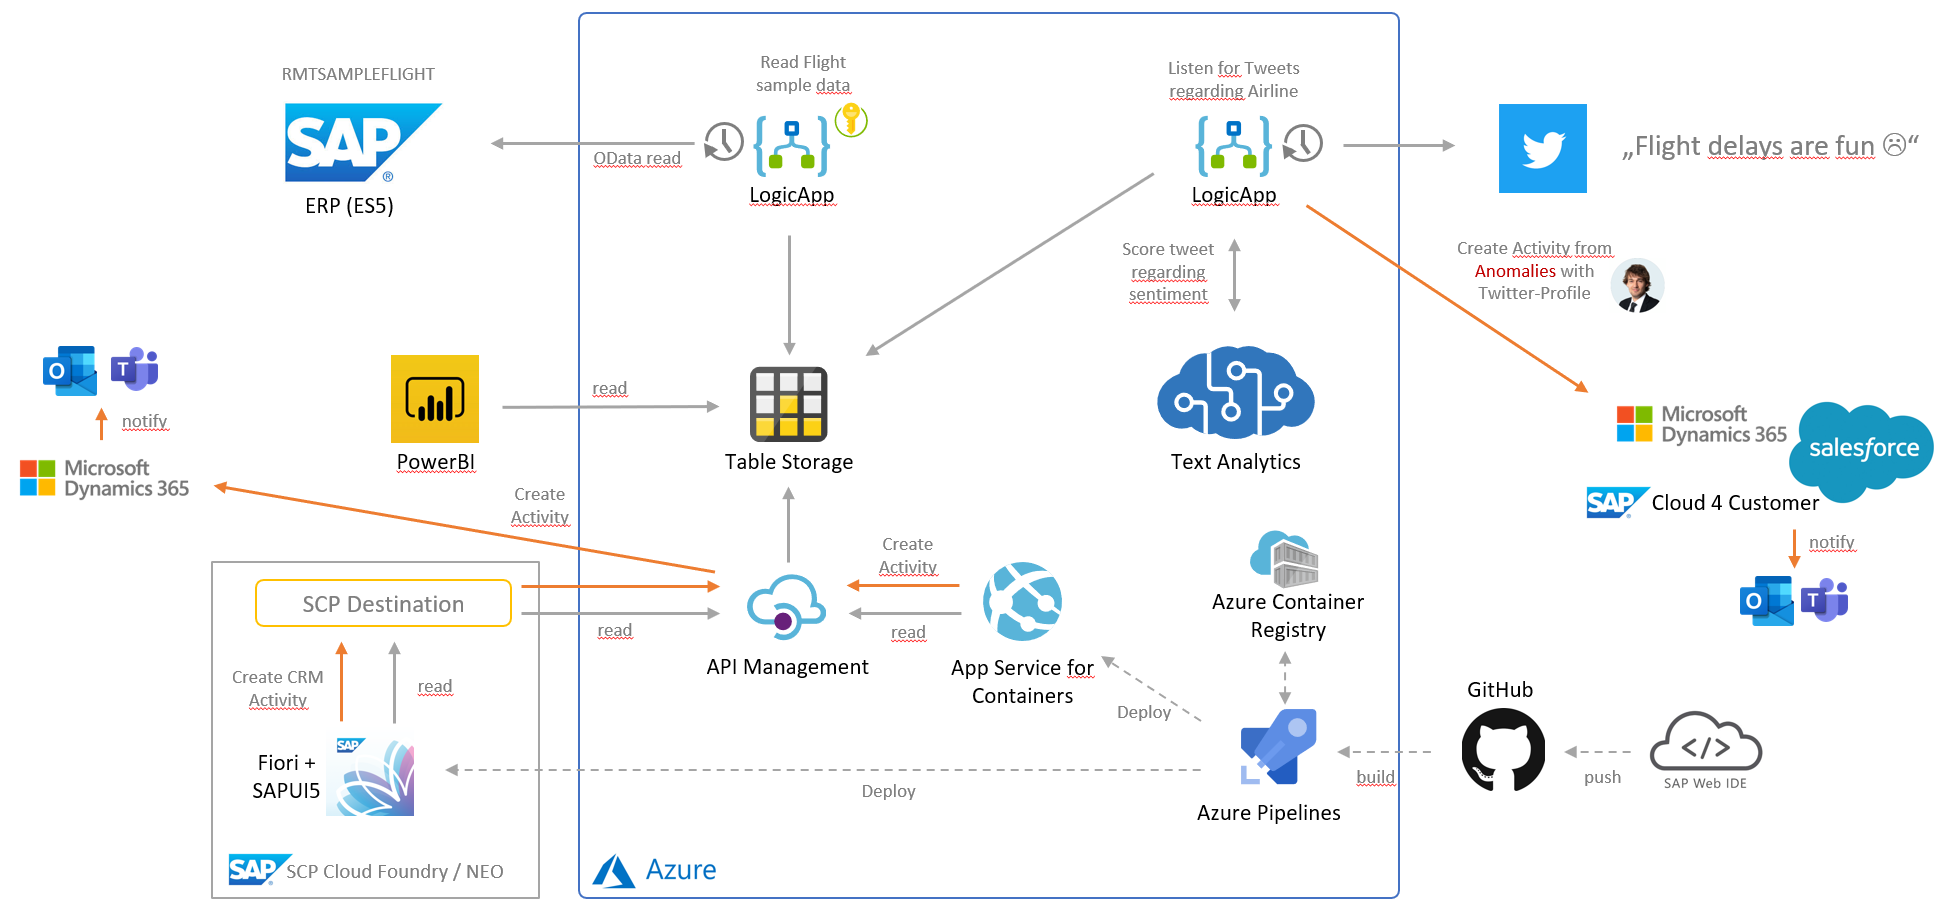 RMTSAMPLEFLIGHT
SAP
®
ERP (ES5)
OData read
Read Flight
sample data
LogicApp
Listen for Tweets
regarding Airline
LogicApp
„Flight delays are fun ☹“
Score tweet
regarding
sentiment
Create Activity from
Anomalies with
Twitter-Profile
O
T
notify
Microsoft
Dynamics 365
PowerBI
read
Table Storage
Text Analytics
Microsoft
Dynamics 365
salesforce
SAP
Cloud 4 Customer
notify
O
T
Create
Activity
SCP Destination
read
API Management
Create
Activity
read
App Service for
Containers
Azure Container
Registry
Create CRM
Activity
read
Fiori +
SAPUI5
SAP
Deploy
Deploy
Azure Pipelines
build
GitHub
push
</>
SAP Web IDE
SAP
®
SCP Cloud Foundry / NEO
Azure